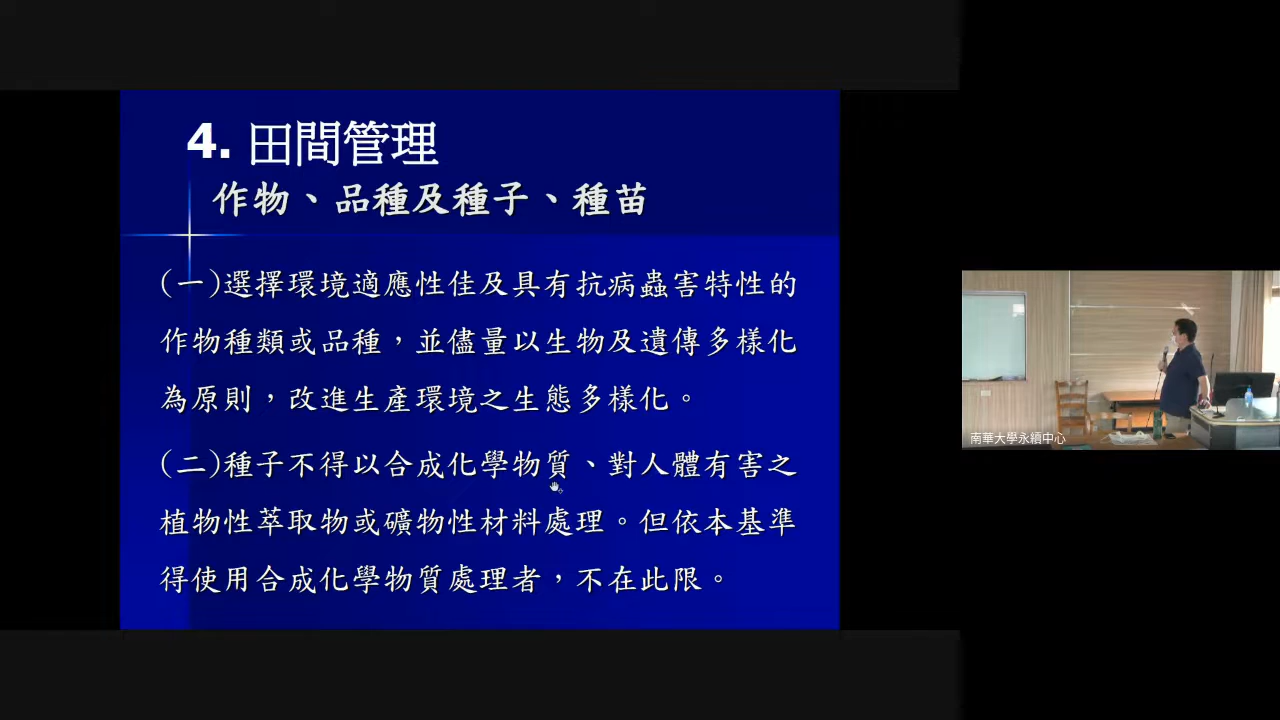 4. 田間管理
作物、品種及種子、種苗
(一)選擇環境適應性佳及具有抗病蟲害特性的
作物種類或品種，並儘量以生物及遺傳多樣化
為原則，改進生產環境之生態多樣化。
(二)種子不得以合成化學物質、對人體有害之
植物性萃取物或礦物性材料處理。但依本基準
得使用合成化學物質處理者，不在此限。
南華大學永續中心